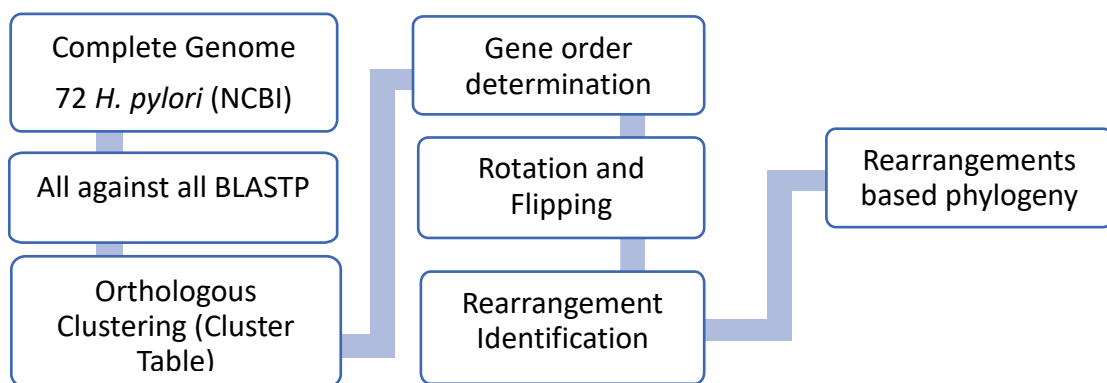 Complete Genome
72 H. pylori (NCBI)
All against all BLASTP
Orthologous
Clustering (Cluster
Table)
Gene order
determination
Rotation and
Flipping
Rearrangement
Identification
Rearrangements
based phylogeny